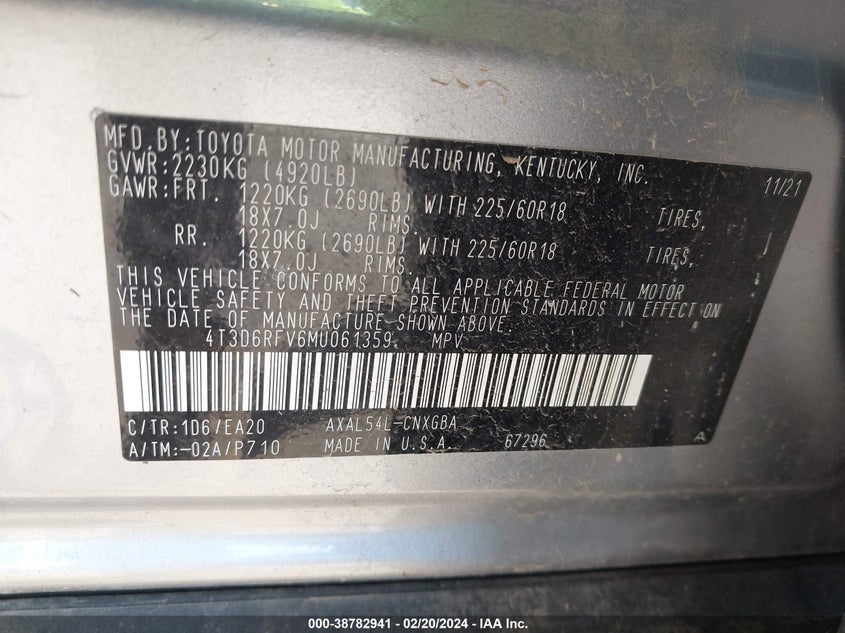 MFD.BY:TOYOTA MOTOR MANUFACTURING, KENTUCKY, INC.
GVWR:2230KG (4920LB) 11/21
GAWR:FRT. 1220KG (2690LB) WITH 225/60R18 TIRES,
18X7.0J RIMS.
RR. 1220KG (2690LB) WITH 225/60R18 TIRES,
18X7.0J RIMS.
THIS VEHICLE CONFORMS TO ALL APPLICABLE FEDERAL MOTOR
VEHICLE SAFETY AND THEFT PREVENTION STANDARDS IN EFFECT ON
THE DATE OF MANUFACTURE SHOWN ABOVE.
4T3D6RFV6MU061359 MPV
C/TR:1D6/EA20 AXAL54L-CNXGBA
A/TM:-02A/P710 MADE IN U.S.A. 67296 A
000-38782941 - 02/20/2024 - IAA Inc.